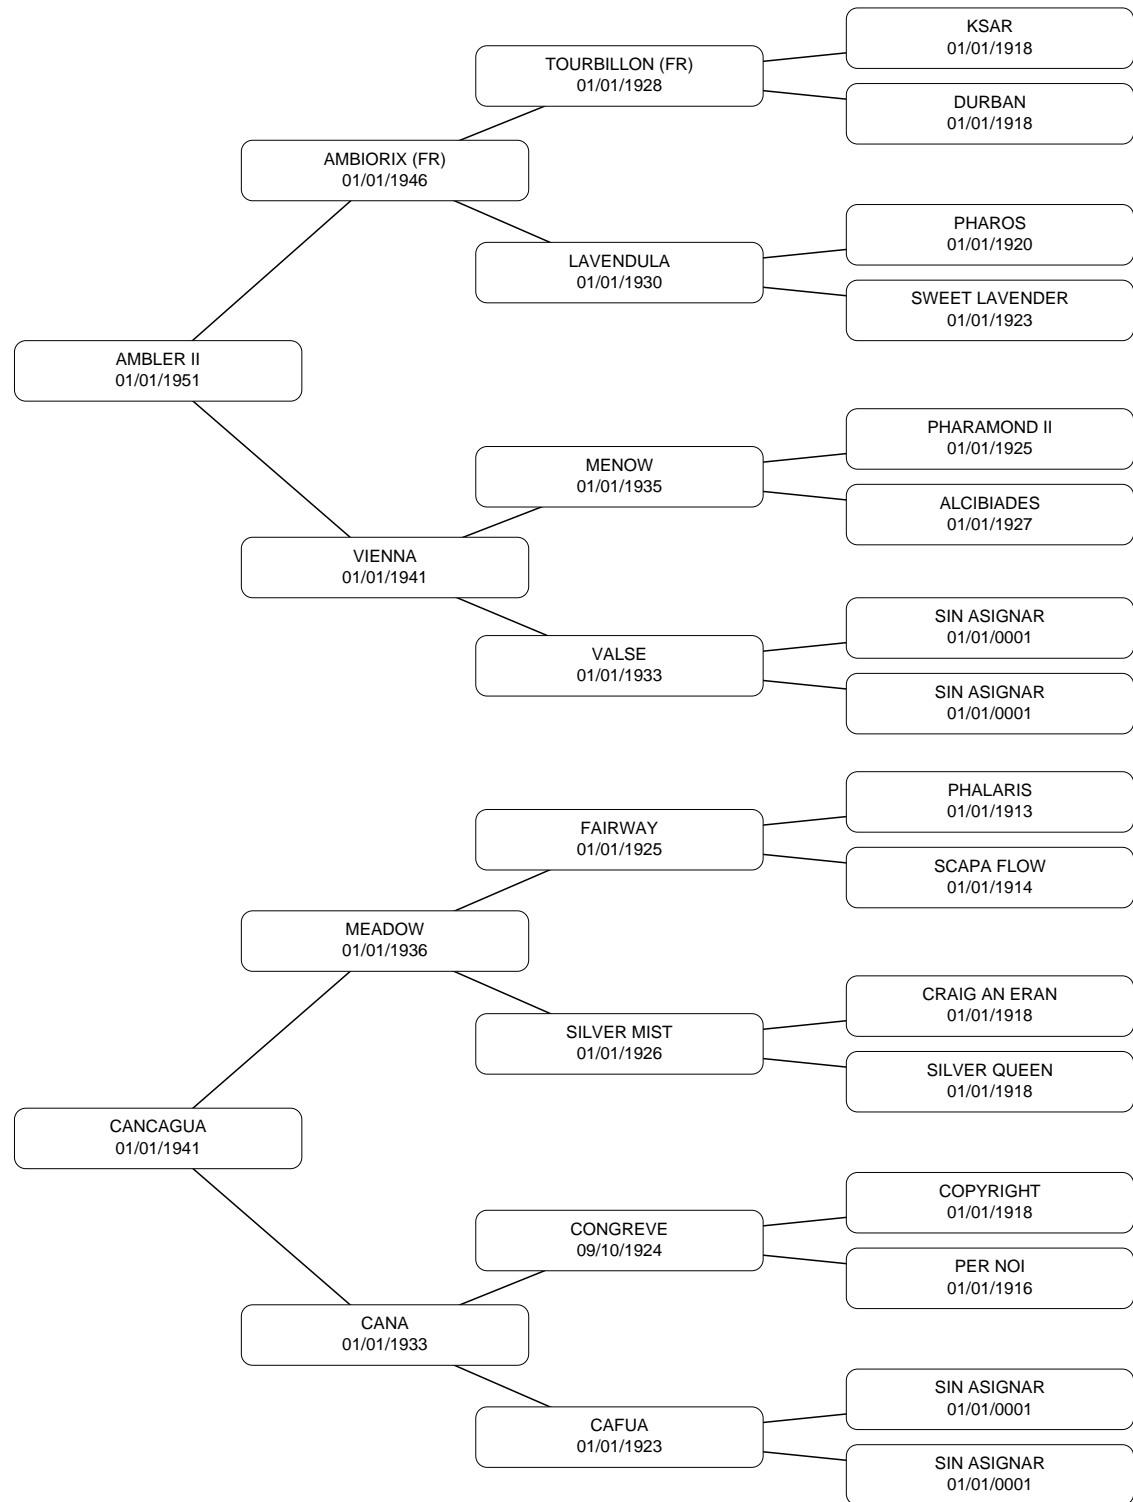 KSAR
01/01/1918
TOURBILLON (FR)
01/01/1928
DURBAN
01/01/1918
AMBIORIX (FR)
01/01/1946
PHAROS
01/01/1920
LAVENDULA
01/01/1930
SWEET LAVENDER
01/01/1923
AMBLER II
01/01/1951
PHARAMOND II
01/01/1925
MENOW
01/01/1935
ALCIBIADES
01/01/1927
VIENNA
01/01/1941
SIN ASIGNAR
01/01/0001
VALSE
01/01/1933
SIN ASIGNAR
01/01/0001
PHALARIS
01/01/1913
FAIRWAY
01/01/1925
SCAPA FLOW
01/01/1914
MEADOW
01/01/1936
CRAIG AN ERAN
01/01/1918
SILVER MIST
01/01/1926
SILVER QUEEN
01/01/1918
CANCAGUA
01/01/1941
COPYRIGHT
01/01/1918
CONGREVE
09/10/1924
PER NOI
01/01/1916
CANA
01/01/1933
SIN ASIGNAR
01/01/0001
CAFUA
01/01/1923
SIN ASIGNAR
01/01/0001